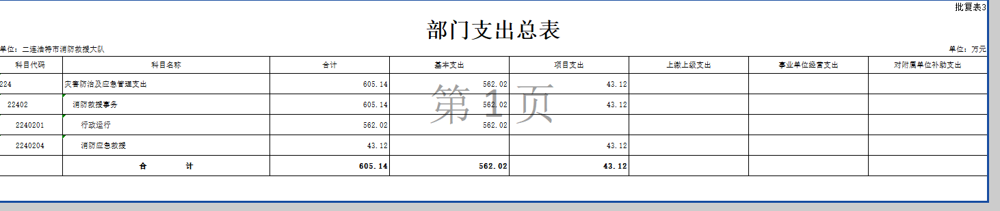 批复表3
部门支出总表
单位：二连浩特市消防救援大队 单位：万元
科目代码 科目名称 合计 基本支出 项目支出 上缴上级支出 事业单位经营支出 对附属单位补助支出
224 灾害防治及应急管理支出 605.14 562.02 43.12
22402 消防救援事务 605.14 562.02 43.12
第 1 页
2240201 行政运行 562.02 562.02
2240204 消防应急救援 43.12 43.12
合 计 605.14 562.02 43.12